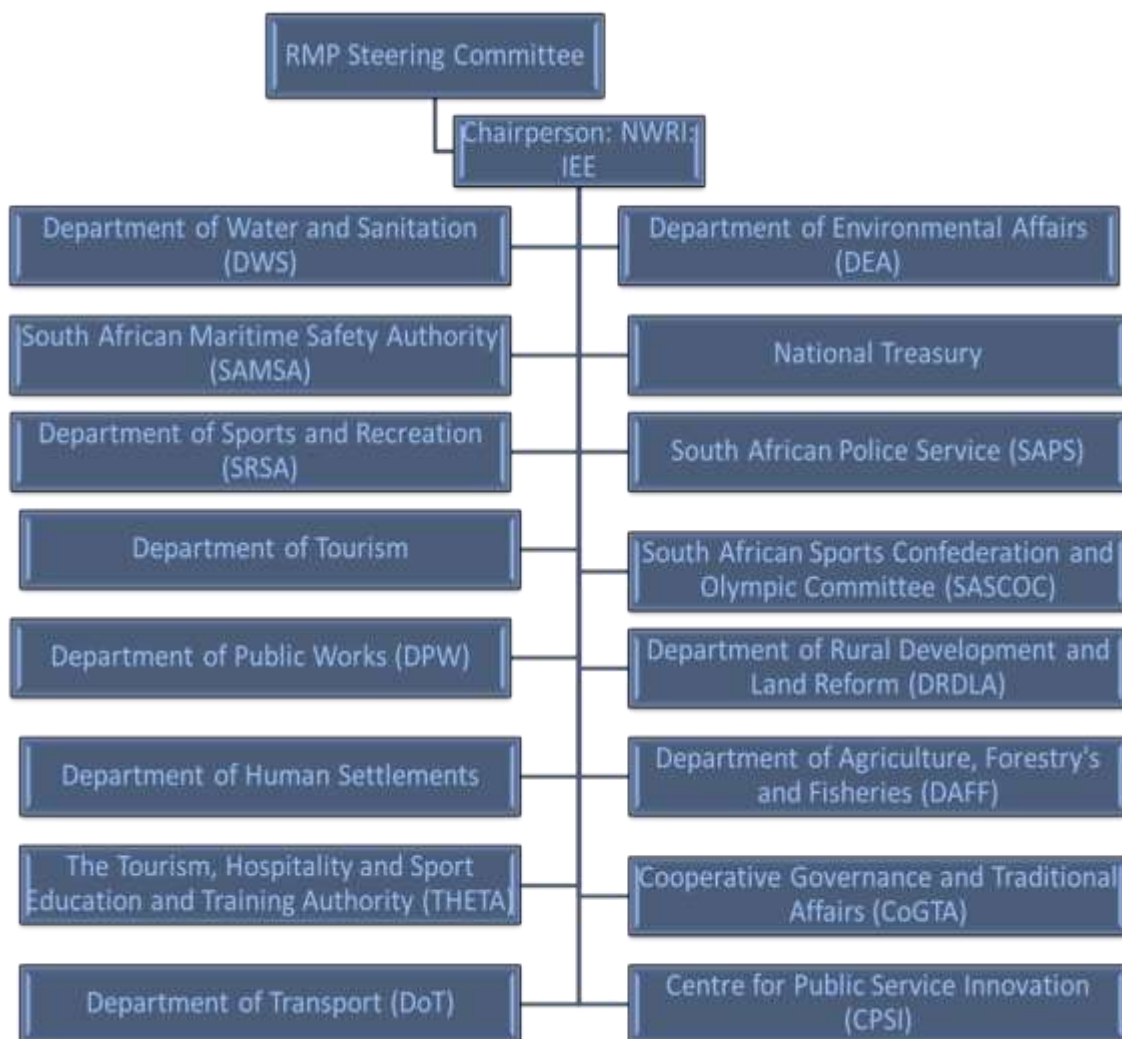 RMP Steering Committee
Chairperson: NWRI:
IEE
Department of Water and Sanitation
(DWS)
Department of Environmental Affairs
(DEA)
South African Maritime Safety Authority
(SAMSA)
National Treasury
Department of Sports and Recreation
(SRSA)
South African Police Service (SAPS)
Department of Tourism
South African Sports Confederation and
Olympic Committee (SASCOC)
Department of Public Works (DPW)
Department of Rural Development and
Land Reform (DRDLA)
Department of Human Settlements
Department of Agriculture, Forestry's
and Fisheries (DAFF)
The Tourism, Hospitality and Sport
Education and Training Authority (THETA)
Cooperative Governance and Traditional
Affairs (CoGTA)
Department of Transport (DoT)
Centre for Public Service Innovation
(CPSI)